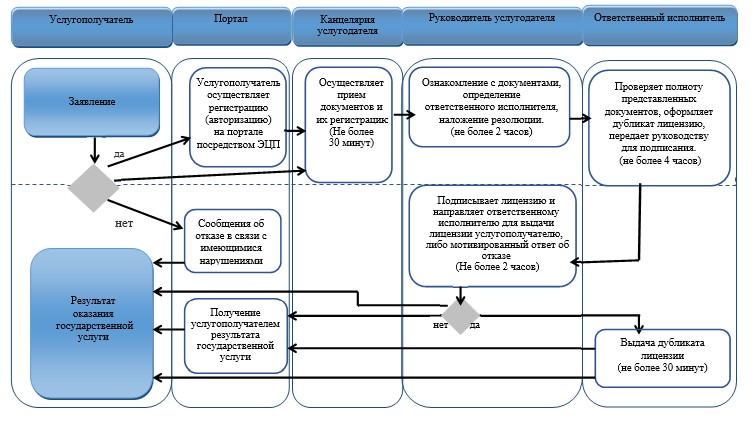 Услугополучатель
Портал
Канцелярия
услугодателя
Руководитель услугодателя
Ответственный исполнитель
Заявление
да
нет
Услугополучатель
осуществляет
регистрацию
(авторизацию)
на портале
посредством ЭЦП
Осуществляет
прием
документов и
их регистрацию
(Не более
30 минут)
Ознакомление с документами,
определение
ответственного исполнителя,
наложение резолюции.
(не более 2 часов)
Проверяет полноту
представленных
документов, оформляет
дубликат лицензию,
передает руководству
для подписания.
(не более 4 часов)
Сообщения об
отказе в связи с
имеющимися
нарушениями
Подписывает лицензию и
направляет ответственному
исполнителю для выдачи
лицензии услугополучателю,
либо мотивированный ответ об
отказе
(Не более 2 часов)
Результат
оказания
государственной
услуги
Получение
услугополучателем
результата
государственной
услуги
нет
да
Выдача дубликата
лицензии
(не более 30 минут)